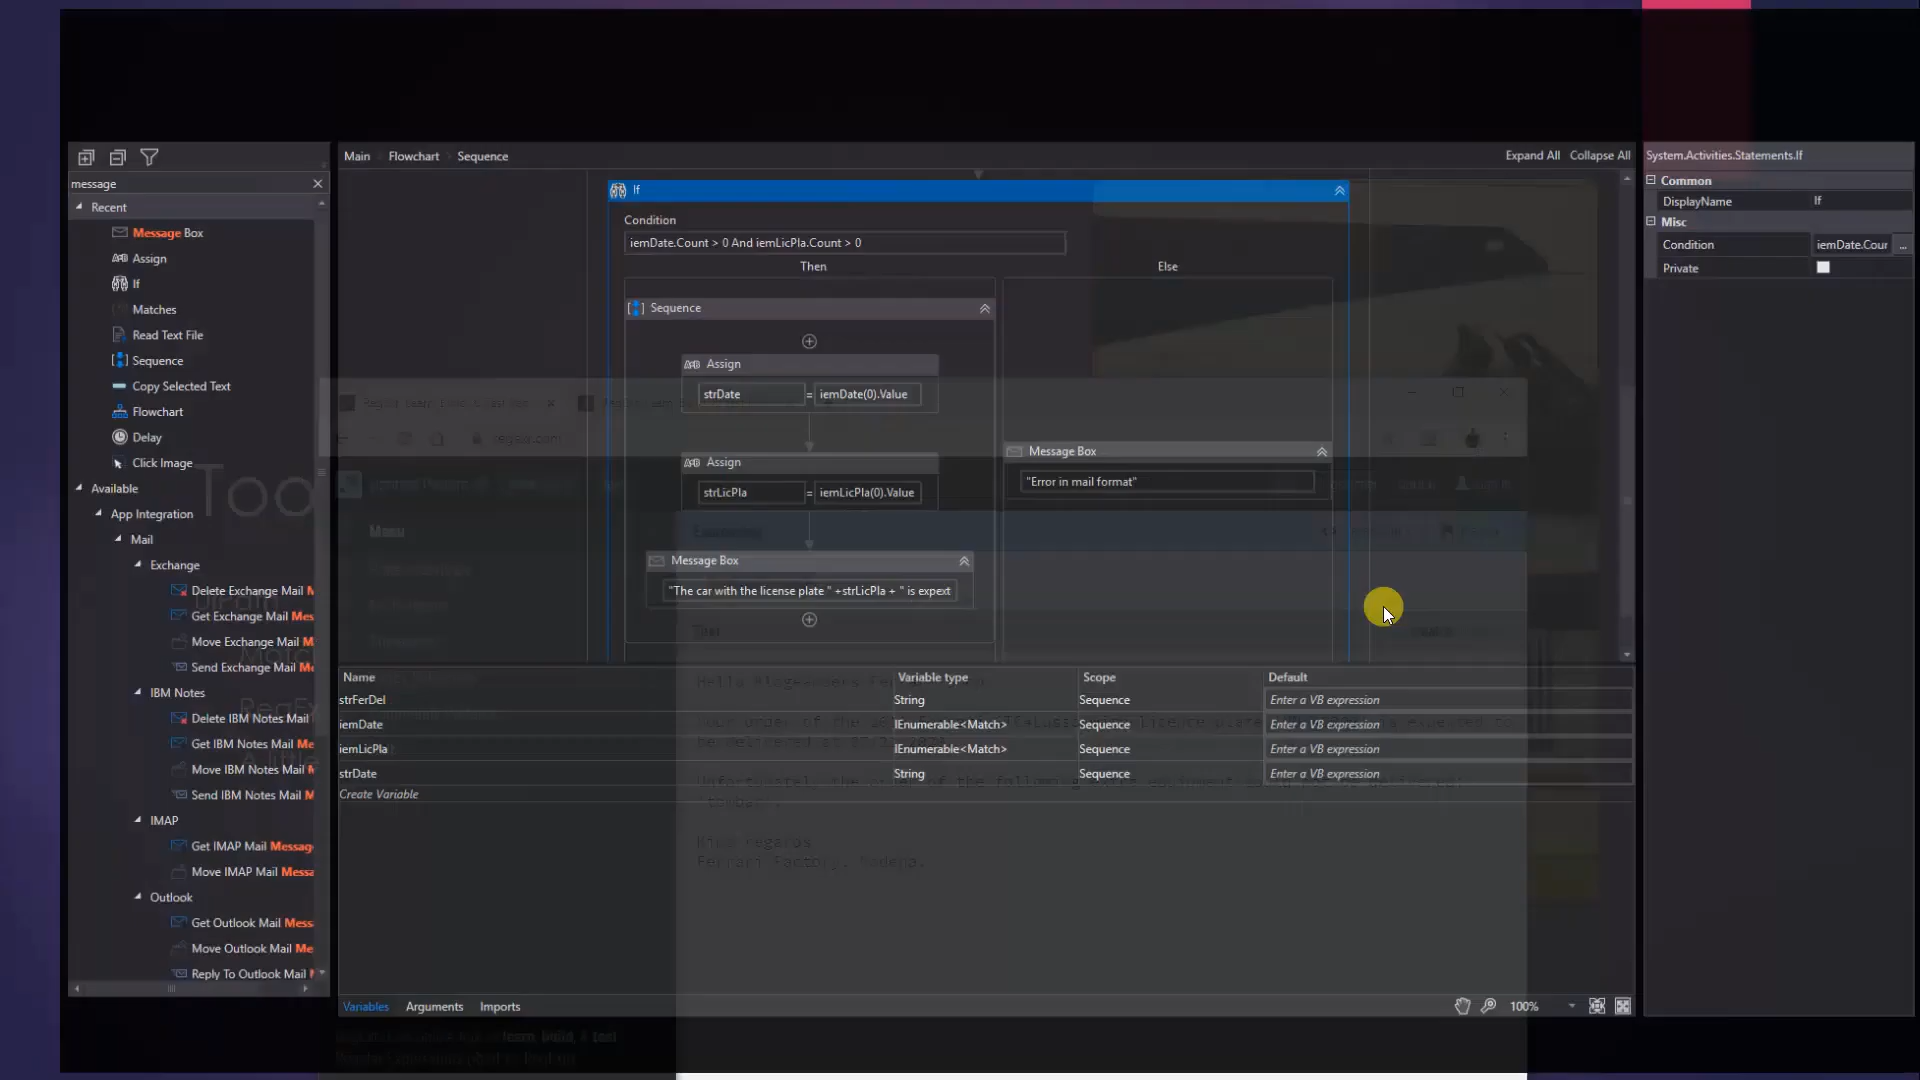 message
Recent
Message Box
Assign
If
Matches
Read Text File
Sequence
Copy Selected Text
Flowchart
Delay
Click Image
Available
App Integration
Mail
Exchange
Delete Exchange Mail M
Get Exchange Mail Mes
Move Exchange Mail M
Send Exchange Mail Me
IBM Notes
Delete IBM Notes Mail
Get IBM Notes Mail Me
Move IBM Notes Mail M
Send IBM Notes Mail M
IMAP
Get IMAP Mail Messag
Move IMAP Mail Messa
Outlook
Get Outlook Mail Mess
Move Outlook Mail Me
Reply To Outlook Mail
Tool
Main Flowchart Sequence
Expand All Collapse All
If
Condition
iemDate.Count > 0 And iemLicPla.Count > 0
Then Else
Sequence
Assign
strDate = iemDate(0).Value
Assign
strLicPla = iemLicPla(0).Value
Message Box
"The car with the license plate " +strLicPla + " is expext
Message Box
"Error in mail format"
Name Variable type Scope Default
strFerDel String Sequence Enter a VB expression
iemDate IEnumerable<Match> Sequence Enter a VB expression
iemLicPla IEnumerable<Match> Sequence Enter a VB expression
strDate String Sequence Enter a VB expression
Create Variable
regards
Ferrari Factory, Modena.
Variables Arguments Imports
100%
System.Activities.Statements.If
Common
DisplayName If
Misc
Condition iemDate.Cour ...
Private